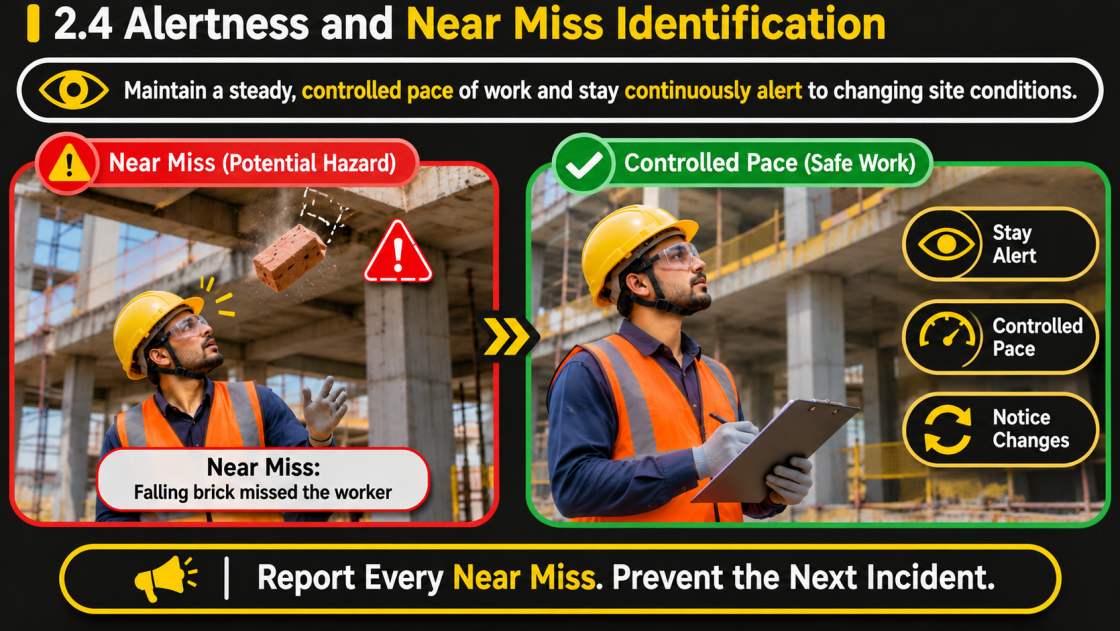 2.4 Alertness and Near Miss Identification
Maintain a steady, controlled pace of work and stay continuously alert to changing site conditions.
Near Miss (Potential Hazard)
Near Miss:
Falling brick missed the worker
Controlled Pace (Safe Work)
Stay
Alert
Controlled
Pace
Notice
Changes
Report Every Near Miss. Prevent the Next Incident.